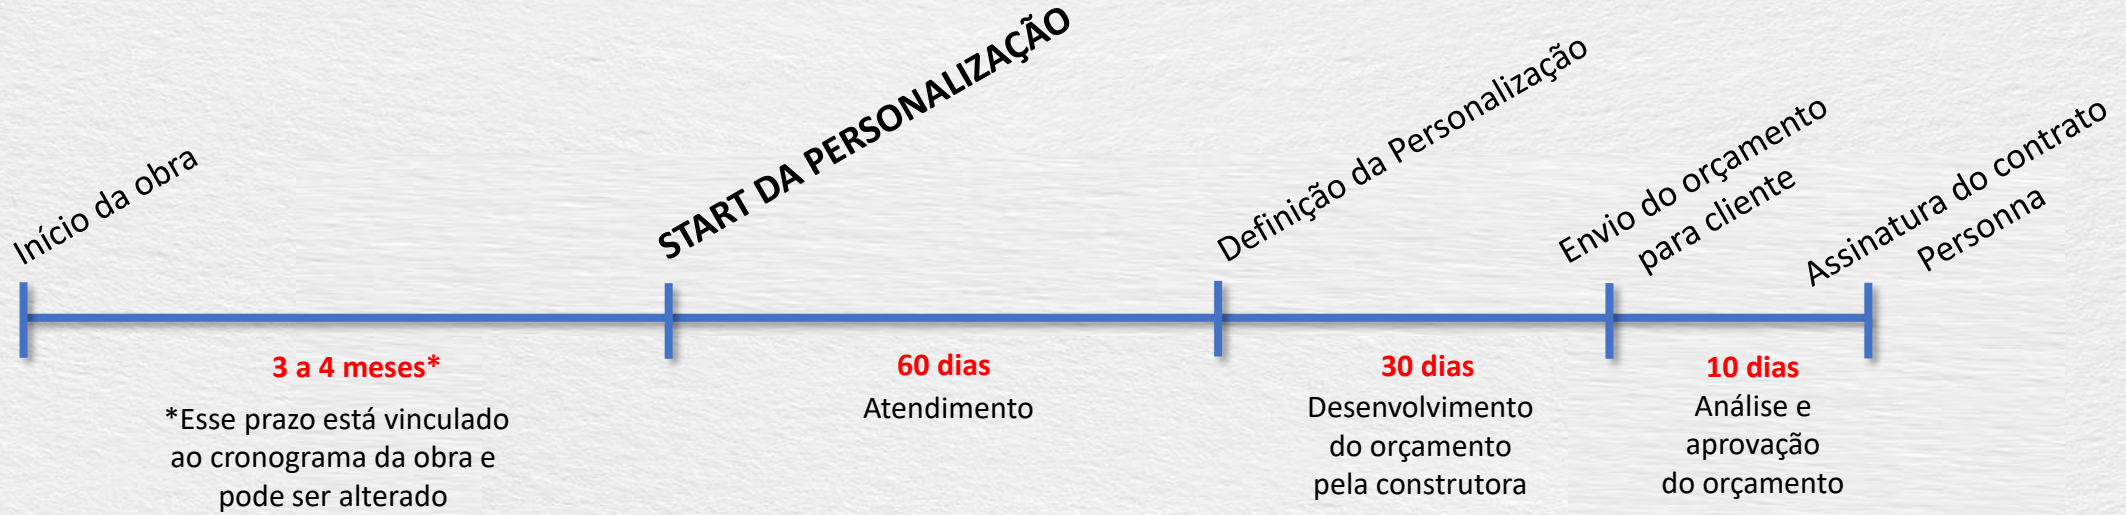 Início da obra
START DA PERSONALIZAÇÃO
Definição da Personalização
Envio do orçamento
para cliente
Assinatura do contrato
Personna
3 a 4 meses*
*Esse prazo está vinculado
ao cronograma da obra e
pode ser alterado
60 dias
Atendimento
30 dias
Desenvolvimento
do orçamento
pela construtora
10 dias
Análise e
aprovação
do orçamento